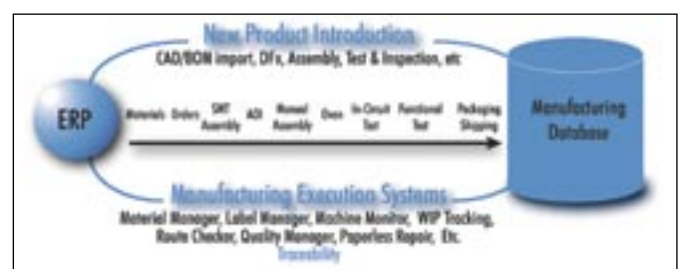 New Product Introduction
CAD/BOM import, DFx, Assembly, Test & Inspection, etc
ERP
Materials Orders SMT Assembly AOI Manual Assembly Oven In-Circuit Test Functional Test Packaging Shipping
Manufacturing Database
Manufacturing Execution Systems
Material Manager, Label Manager, Machine Monitor, WIP Tracking,
Route Checker, Quality Manager, Paperless Repair, Etc.
Traceability